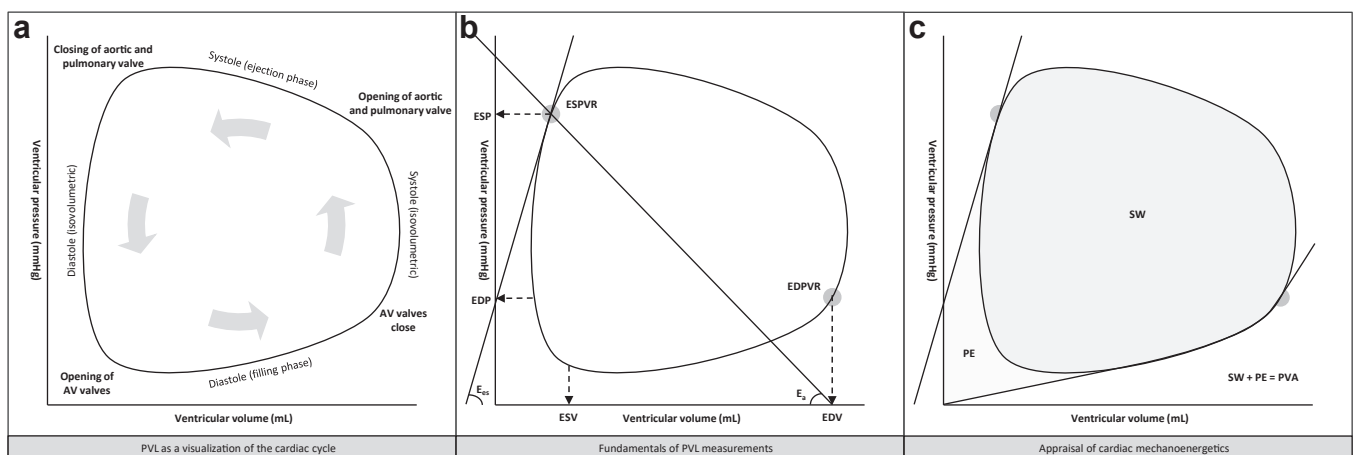 a
Closing of aortic and
pulmonary valve
Systole (ejection phase)
Opening of aortic
and pulmonary valve
Ventricular pressure (mmHg)
Diastole (isovolumetric)
Systole (isovolumetric)
AV valves
close
Opening of
AV valves
Diastole (filling phase)
Ventricular volume (mL)
PVL as a visualization of the cardiac cycle
b
ESPVR
ESP
Ventricular pressure (mmHg)
EDPVR
EDP
Ees
Ea
ESV
Ventricular volume (mL)
EDV
Fundamentals of PVL measurements
c
Ventricular pressure (mmHg)
SW
PE
SW + PE = PVA
Ventricular volume (mL)
Appraisal of cardiac mechanoenergetics